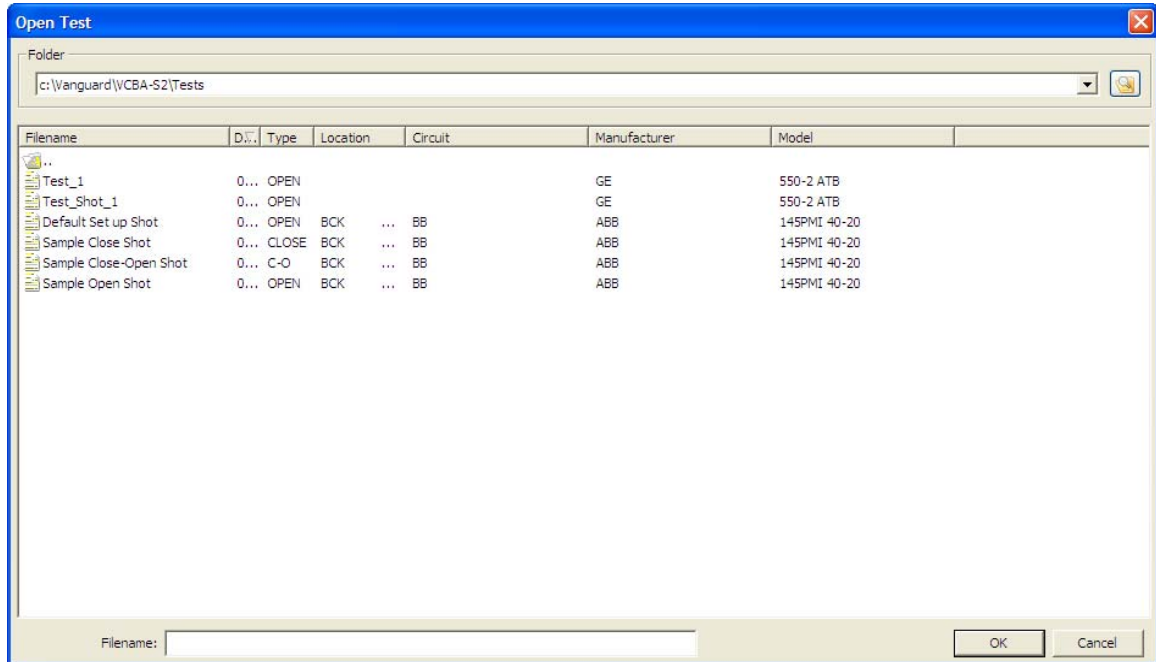 Open Test
Folder
c:\Vanguard\VCBA-S2\Tests
Filename D... Type Location Circuit Manufacturer Model
..
Test_1 0... OPEN GE 550-2 ATB
Test_Shot_1 0... OPEN GE 550-2 ATB
Default Set up Shot 0... OPEN BCK ... BB ABB 145PMI 40-20
Sample Close Shot 0... CLOSE BCK ... BB ABB 145PMI 40-20
Sample Close-Open Shot 0... C-O BCK ... BB ABB 145PMI 40-20
Sample Open Shot 0... OPEN BCK ... BB ABB 145PMI 40-20
Filename:
OK Cancel